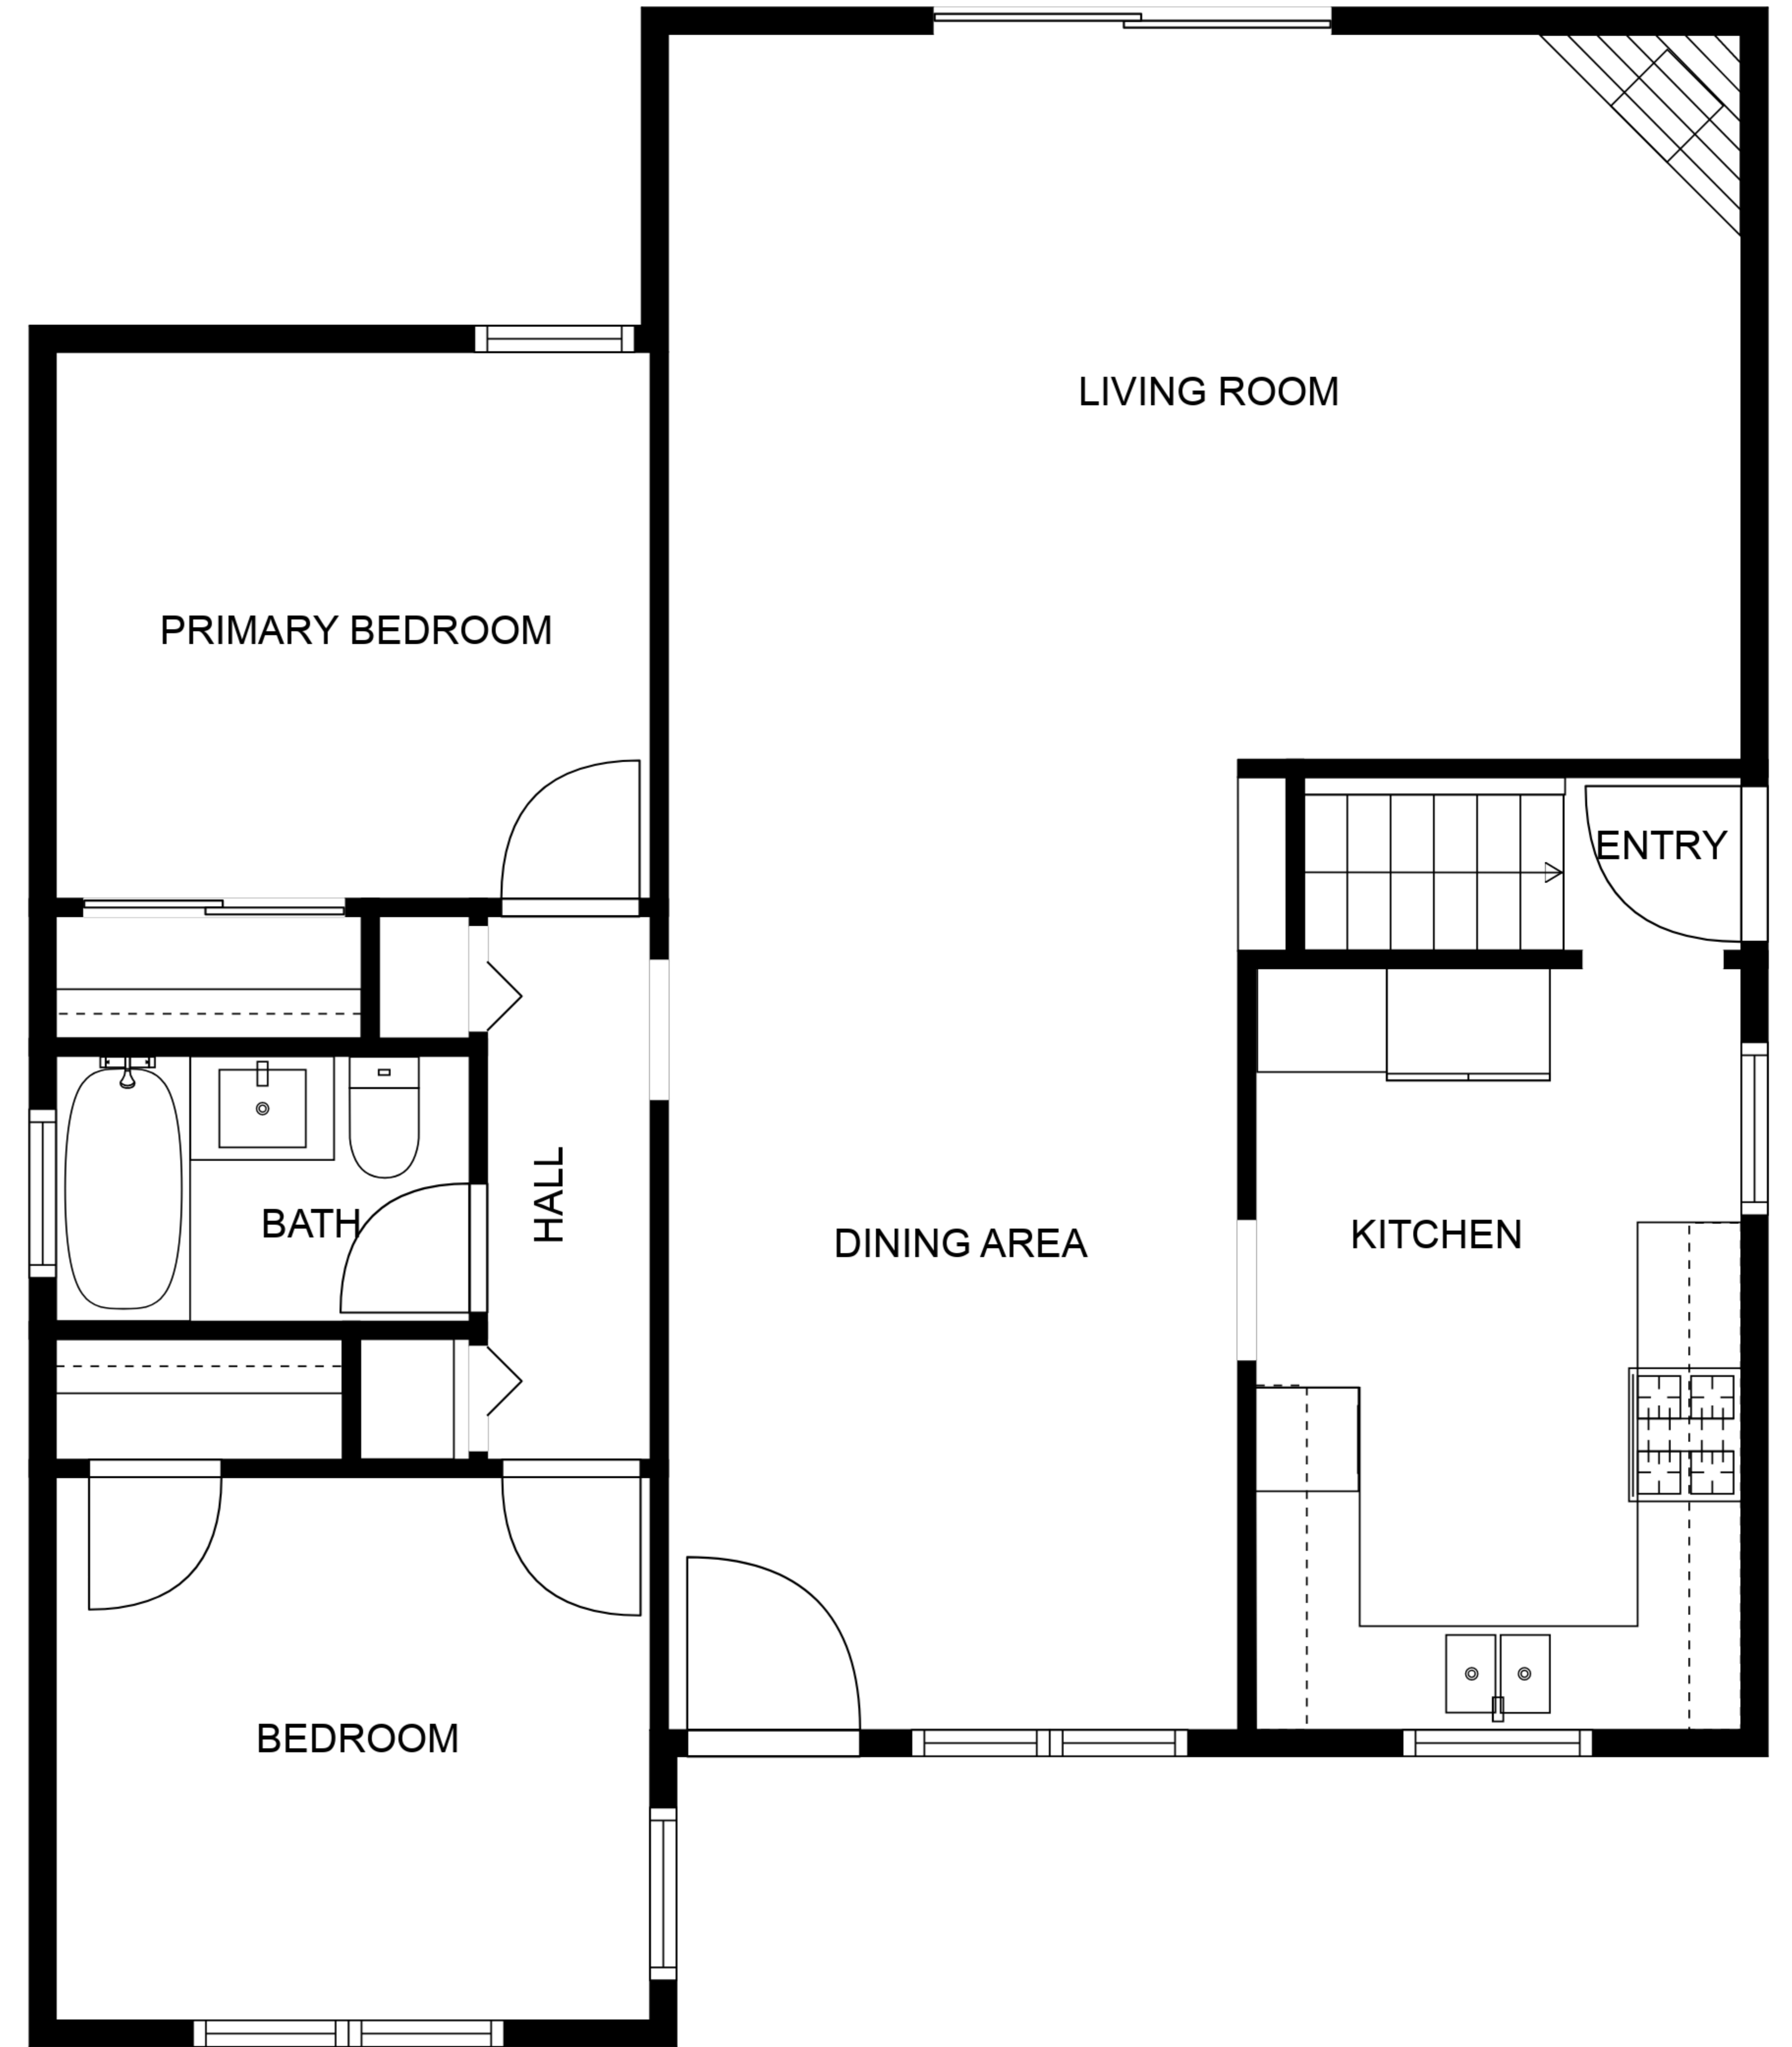 LIVING ROOM
PRIMARY BEDROOM
ENTRY
HALL
BATH
DINING AREA
KITCHEN
BEDROOM